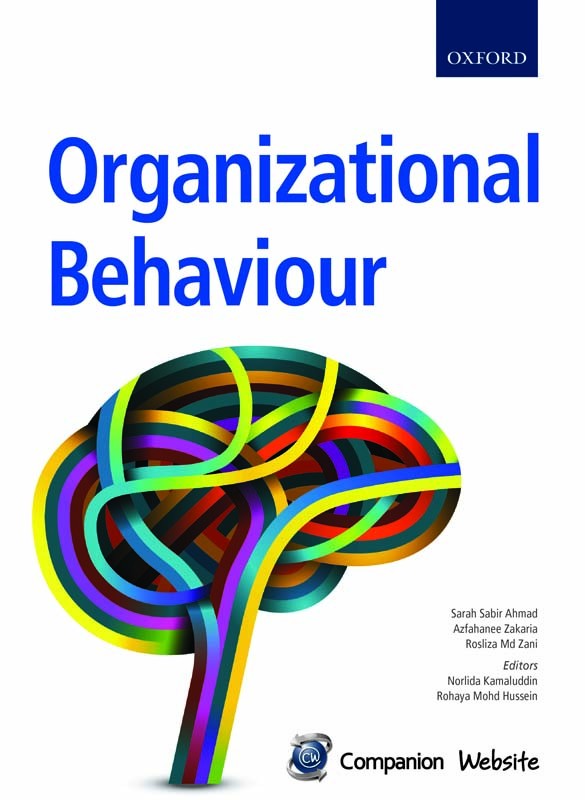 OXFORD
Organizational
Behaviour
Sarah Sabir Ahmad
Azfahanee Zakaria
Rosliza Md Zani
Editors
Norlida Kamaluddin
Rohaya Mohd Hussein
CW
Companion Website